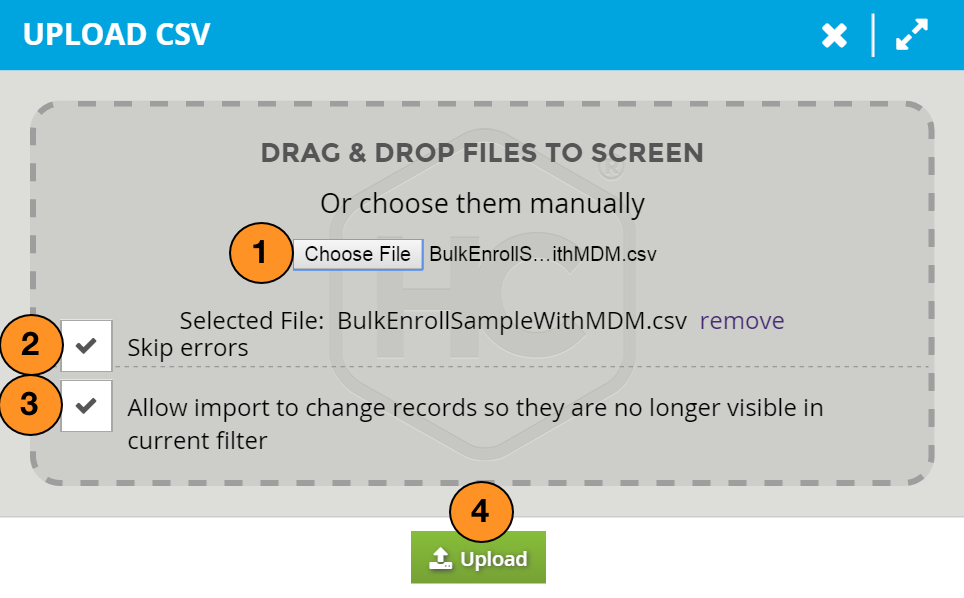 UPLOAD CSV
DRAG & DROP FILES TO SCREEN
®
Or choose them manually
1 Choose File BulkEnrollS...ithMDM.csv
HC
Selected File: BulkEnrollSampleWithMDM.csv remove
2 Skip errors
3 Allow import to change records so they are no longer visible in
current filter
4
Upload